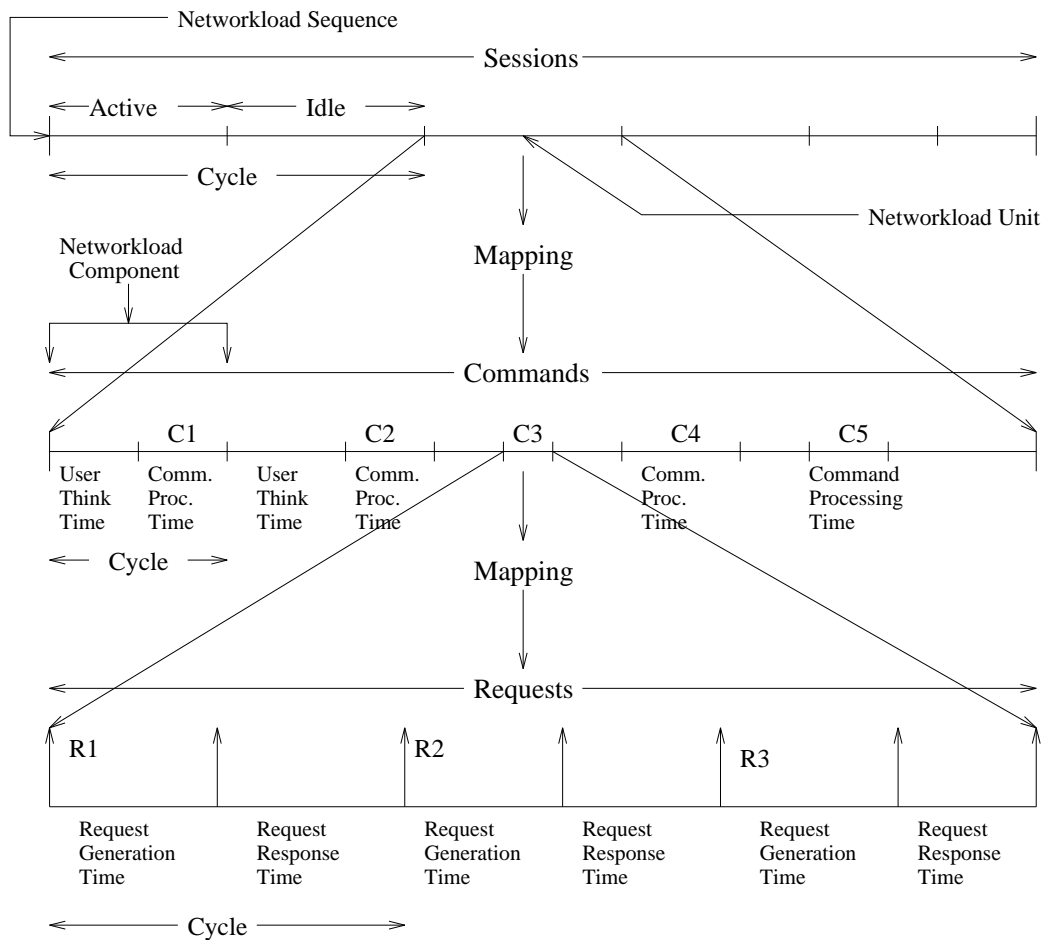 Networkload Sequence
Sessions
Active
Idle
Cycle
Networkload Unit
Networkload
Component
Mapping
Commands
C1
C2
C3
C4
C5
User
Think
Time
Comm.
Proc.
Time
User
Think
Time
Comm.
Proc.
Time
Comm.
Proc.
Time
Command
Processing
Time
Cycle
Mapping
Requests
R1
R2
R3
Request
Generation
Time
Request
Response
Time
Request
Generation
Time
Request
Response
Time
Request
Generation
Time
Request
Response
Time
Cycle